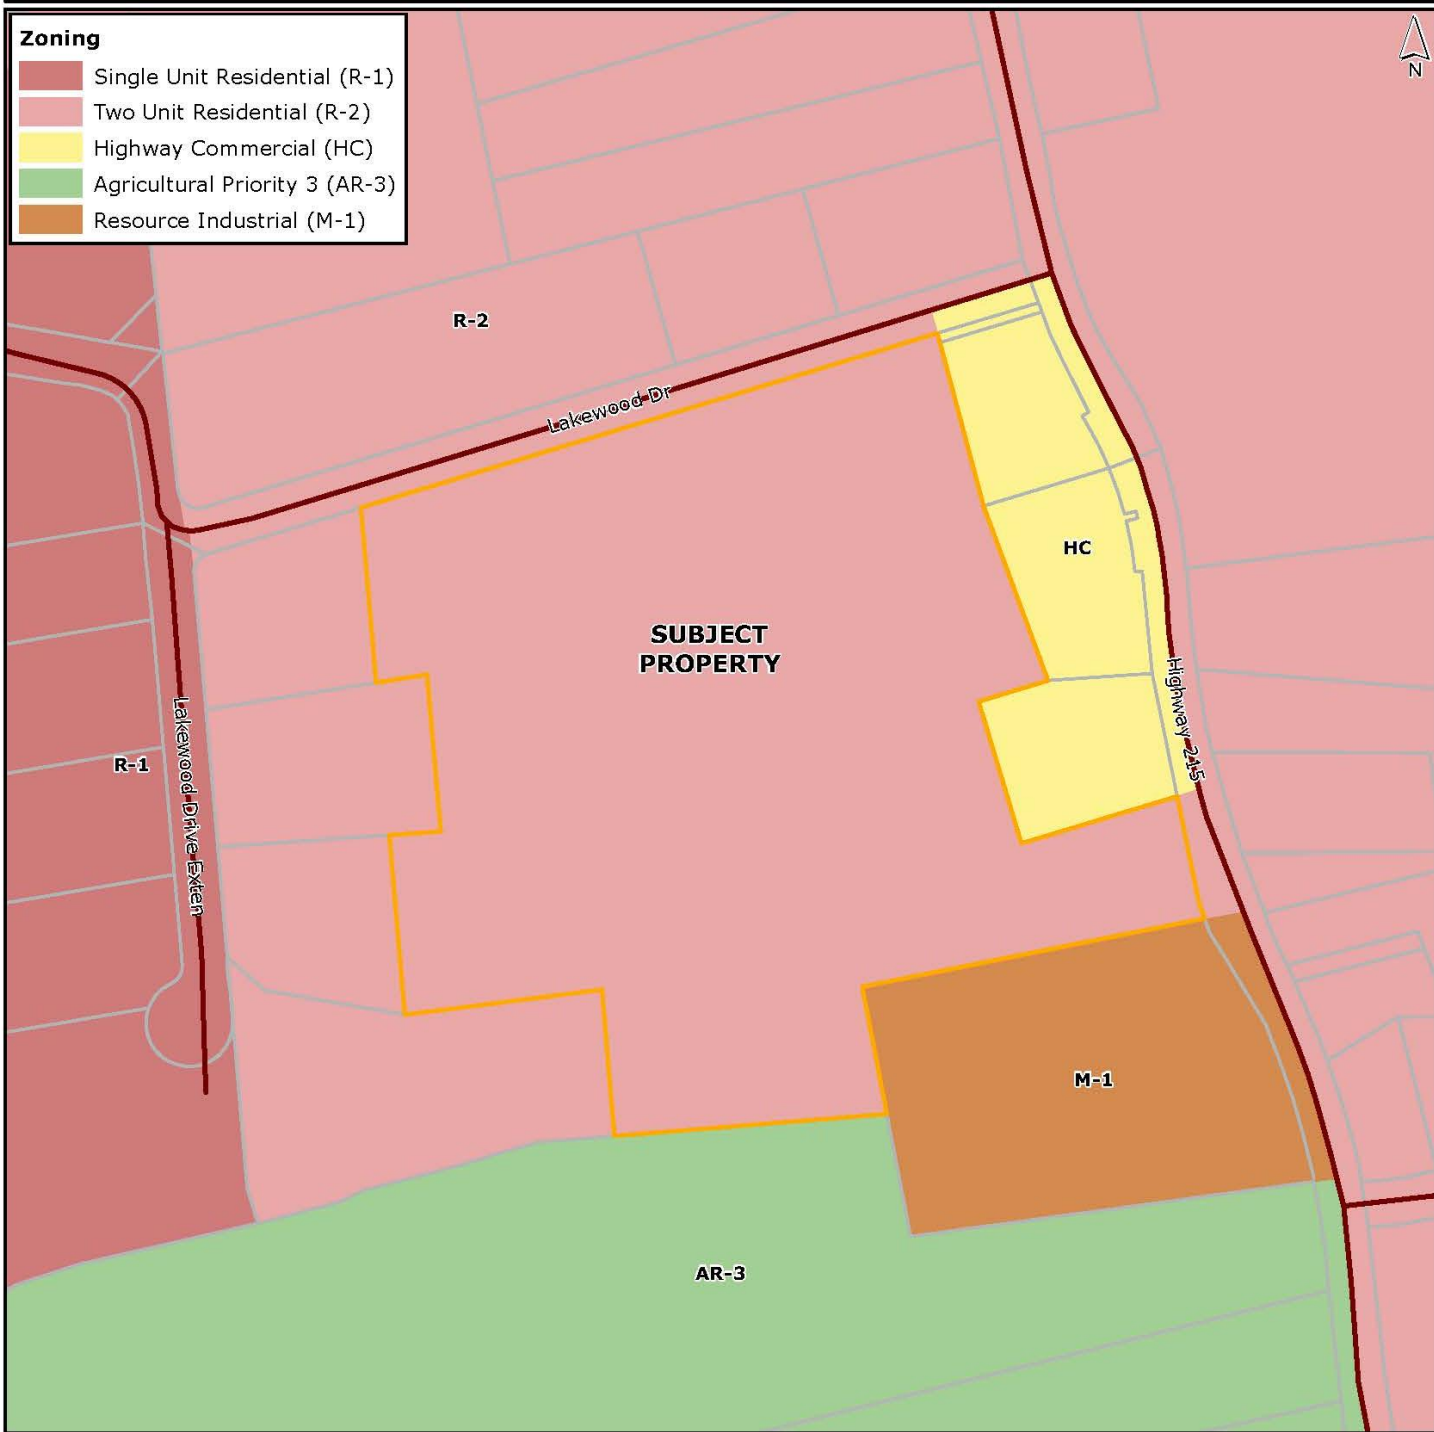 Zoning
Single Unit Residential (R-1)
Two Unit Residential (R-2)
Highway Commercial (HC)
Agricultural Priority 3 (AR-3)
Resource Industrial (M-1)
N
R-2
Lakewood Dr
HC
SUBJECT
PROPERTY
Highway 215
Lakewood Drive Exten
R-1
M-1
AR-3